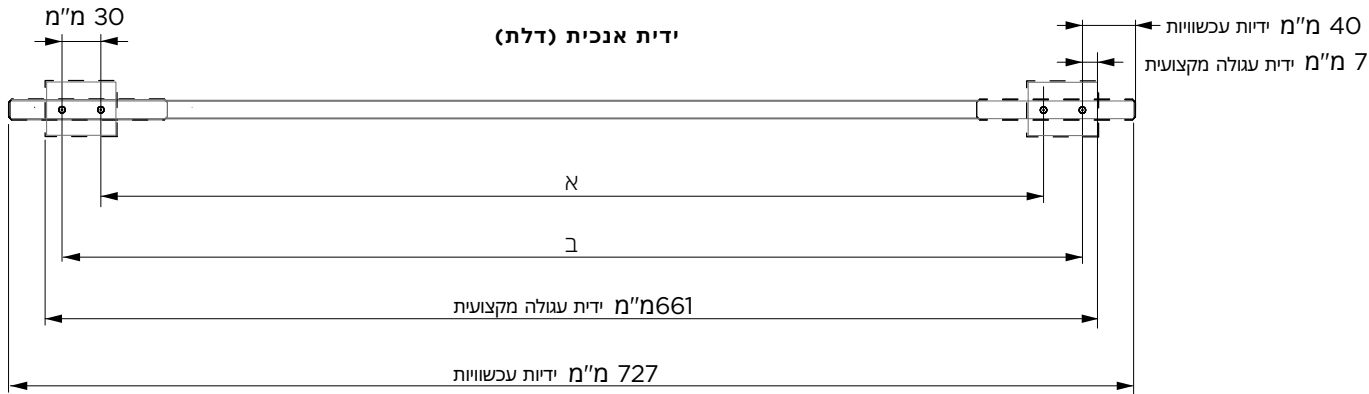 30 מ"מ
ידית אנכית (דלת)
40 מ"מ ידיות עכשוויות
7 מ"מ ידית עגולה מקצועית
א
ב
661מ"מ ידית עגולה מקצועית
727 מ"מ ידיות עכשוויות